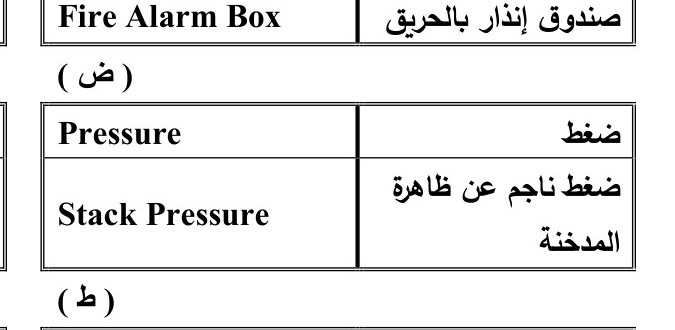 Fire Alarm Box صندوق إنذار بالحريق
( ض )
Pressure ضغط
Stack Pressure ضغط ناجم عن ظاهرة
المدخنة
( ط )